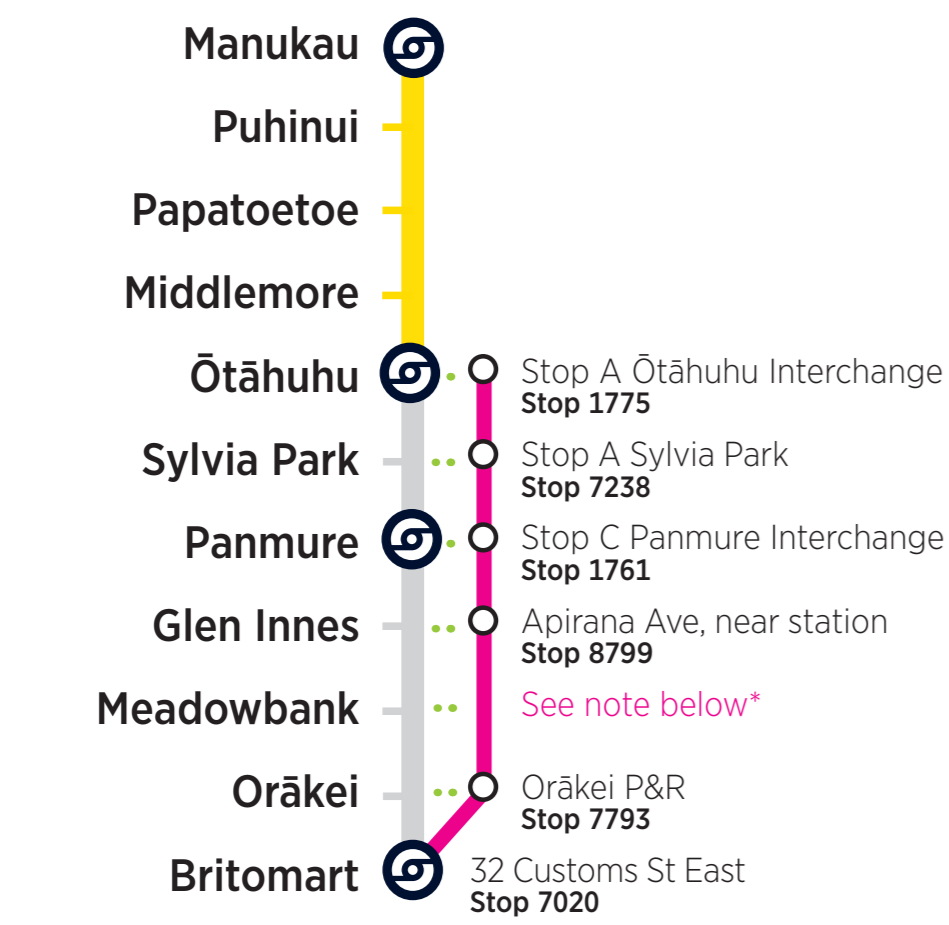 Manukau
Puhinui
Papatoetoe
Middlemore
Ōtāhuhu
Stop A Ōtāhuhu Interchange
Stop 1775
Sylvia Park
Stop A Sylvia Park
Stop 7238
Panmure
Stop C Panmure Interchange
Stop 1761
Glen Innes
Apirana Ave, near station
Stop 8799
Meadowbank
See note below*
Orākei
Orākei P&R
Stop 7793
Britomart
32 Customs St East
Stop 7020